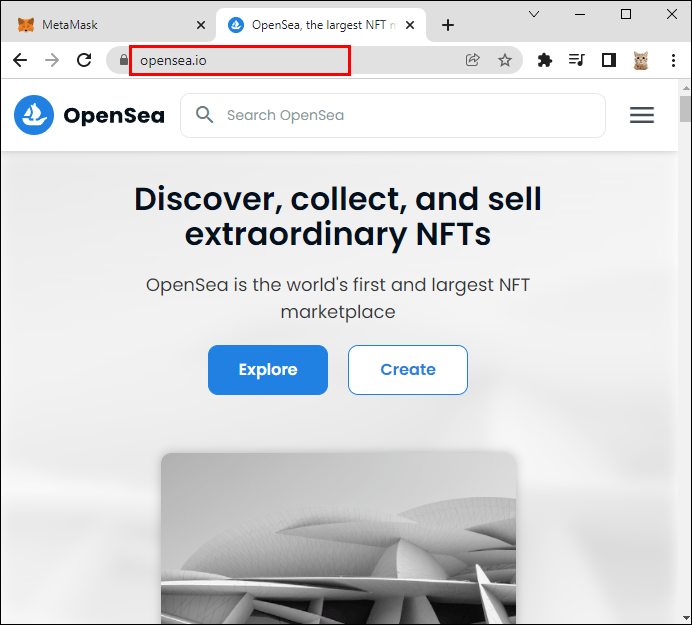 MetaMask
OpenSea, the largest NFT m
opensea.io
OpenSea
Search OpenSea
Discover, collect, and sell
extraordinary NFTs
OpenSea is the world's first and largest NFT
marketplace
Explore
Create